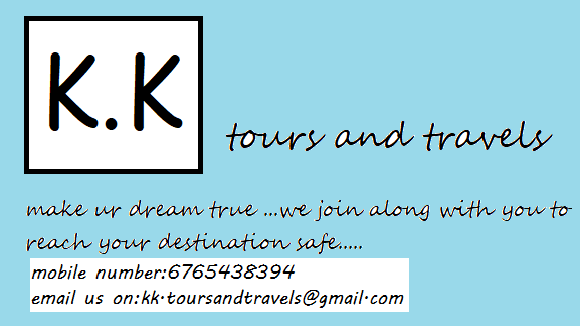 K.K
tours and travels
make ur dream true ...we join along with you to
reach your destination safe.....
mobile number:6765438394
email us on:kk.toursandtravels@gmail.com